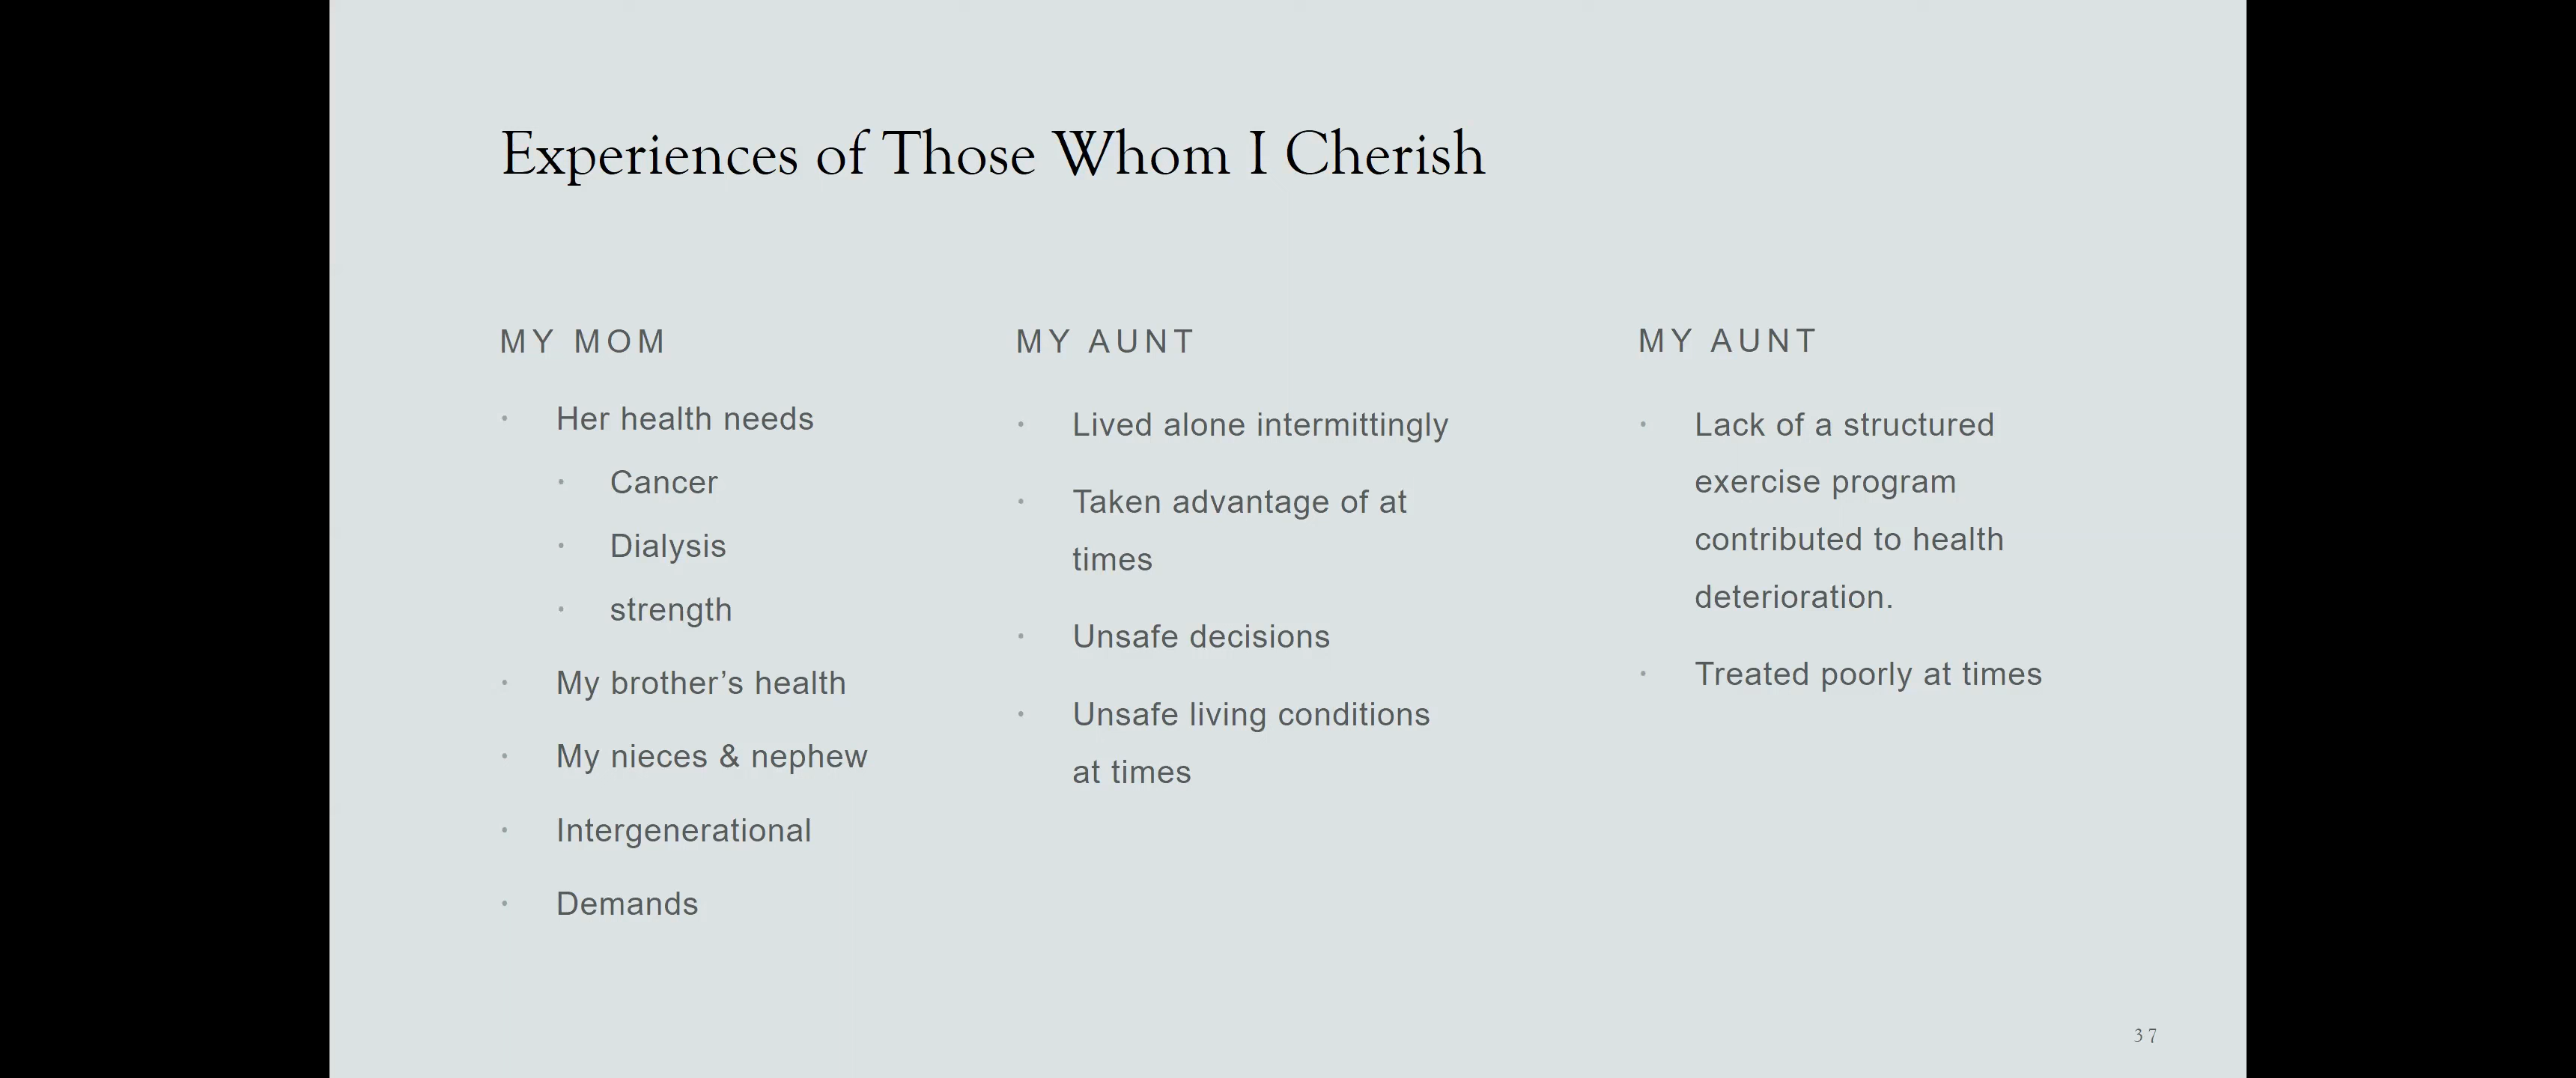 Experiences of Those Whom I Cherish
MY MOM
· Her health needs
· Cancer
· Dialysis
· strength
· My brother’s health
· My nieces & nephew
· Intergenerational
· Demands
MY AUNT
· Lived alone intermittingly
· Taken advantage of at
times
· Unsafe decisions
· Unsafe living conditions
at times
MY AUNT
· Lack of a structured
exercise program
contributed to health
deterioration.
· Treated poorly at times
37